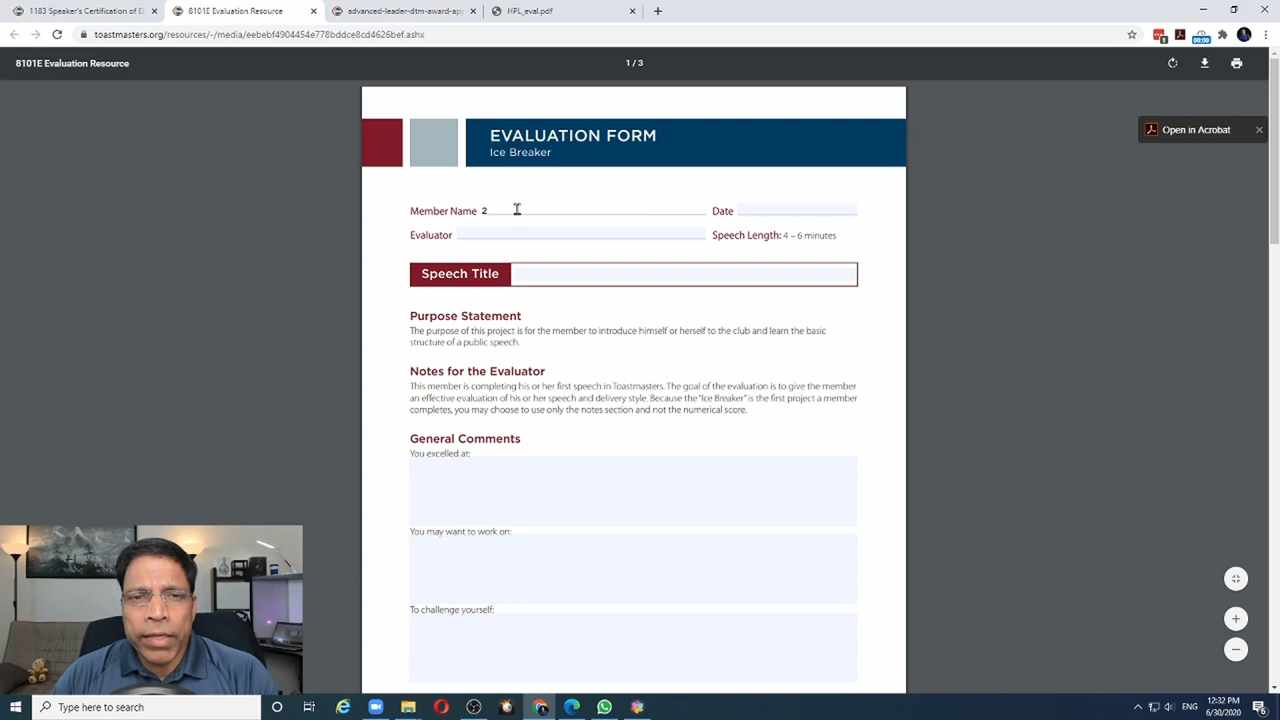 1183 Speaker's Certification of E
8101E Evaluation Resource
advanced-leader-dtm-award-ap
HPL_eval.pdf
toastmasters.org/resources/-/media/eebebf4904454e778bddce8cd4626bef.ashx
00:00
8101E Evaluation Resource
1 / 3
Open in Acrobat
EVALUATION FORM
Ice Breaker
Member Name 2
Date
Evaluator
Speech Length: 4 – 6 minutes
Speech Title
Purpose Statement
The purpose of this project is for the member to introduce himself or herself to the club and learn the basic
structure of a public speech.
Notes for the Evaluator
This member is completing his or her first speech in Toastmasters. The goal of the evaluation is to give the member
an effective evaluation of his or her speech and delivery style. Because the "Ice Breaker" is the first project a member
completes, you may choose to use only the notes section and not the numerical score.
General Comments
You excelled at:
You may want to work on:
To challenge yourself:
Type here to search
ENG
12:32 PM
6/30/2020